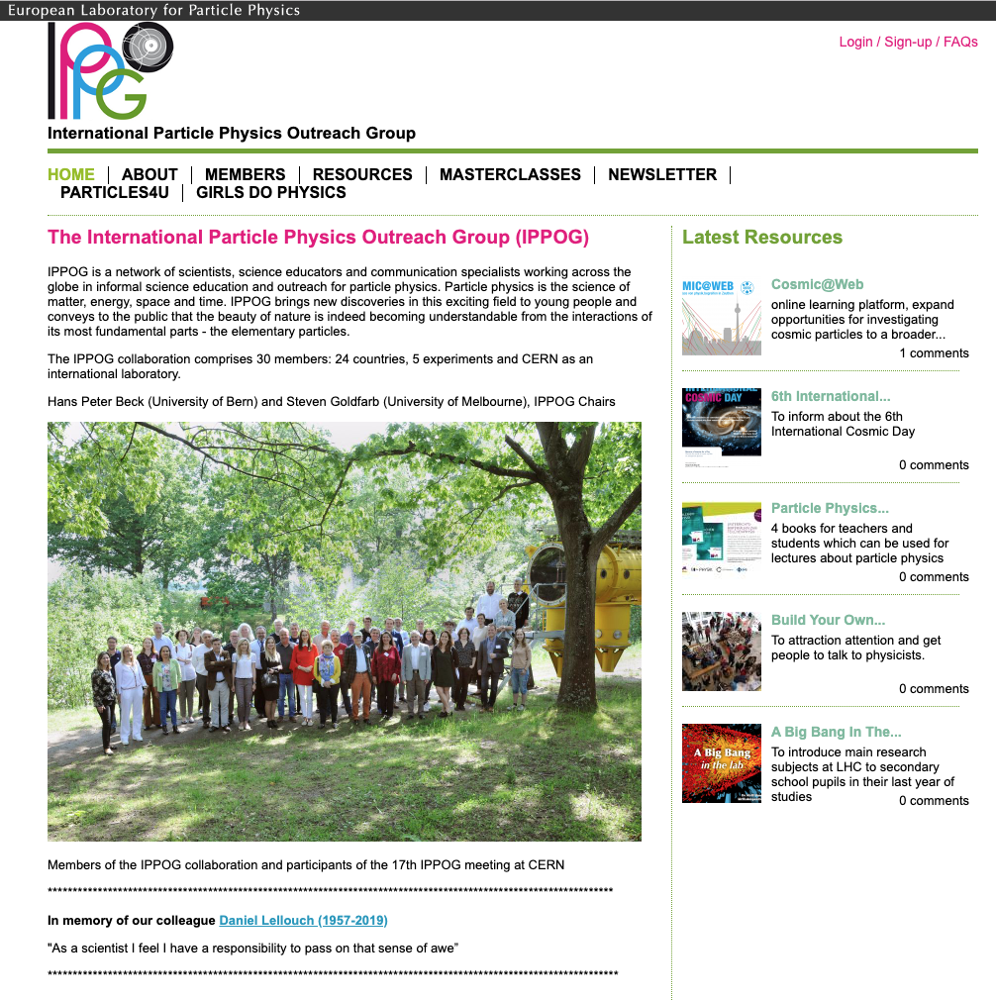 European Laboratory for Particle Physics
IPPOG
Login / Sign-up / FAQs
International Particle Physics Outreach Group
HOME
ABOUT
MEMBERS
RESOURCES
MASTERCLASSES
NEWSLETTER
PARTICLES4U
GIRLS DO PHYSICS
The International Particle Physics Outreach Group (IPPOG)
IPPOG is a network of scientists, science educators and communication specialists working across the
globe in informal science education and outreach for particle physics. Particle physics is the science of
matter, energy, space and time. IPPOG brings new discoveries in this exciting field to young people and
conveys to the public that the beauty of nature is indeed becoming understandable from the interactions of
its most fundamental parts - the elementary particles.
The IPPOG collaboration comprises 30 members: 24 countries, 5 experiments and CERN as an
international laboratory.
Hans Peter Beck (University of Bern) and Steven Goldfarb (University of Melbourne), IPPOG Chairs
Members of the IPPOG collaboration and participants of the 17th IPPOG meeting at CERN
In memory of our colleague Daniel Lellouch (1957-2019)
"As a scientist I feel I have a responsibility to pass on that sense of awe”
Latest Resources
MIC@WEB
Cosmic@Web
online learning platform, expand
opportunities for investigating
cosmic particles to a broader...
1 comments
COSMIC DAY
6th International...
To inform about the 6th
International Cosmic Day
0 comments
Particle Physics...
4 books for teachers and
students which can be used for
lectures about particle physics
0 comments
Build Your Own...
To attraction attention and get
people to talk to physicists.
0 comments
A Big Bang
in the lab
A Big Bang In The...
To introduce main research
subjects at LHC to secondary
school pupils in their last year of
studies
0 comments